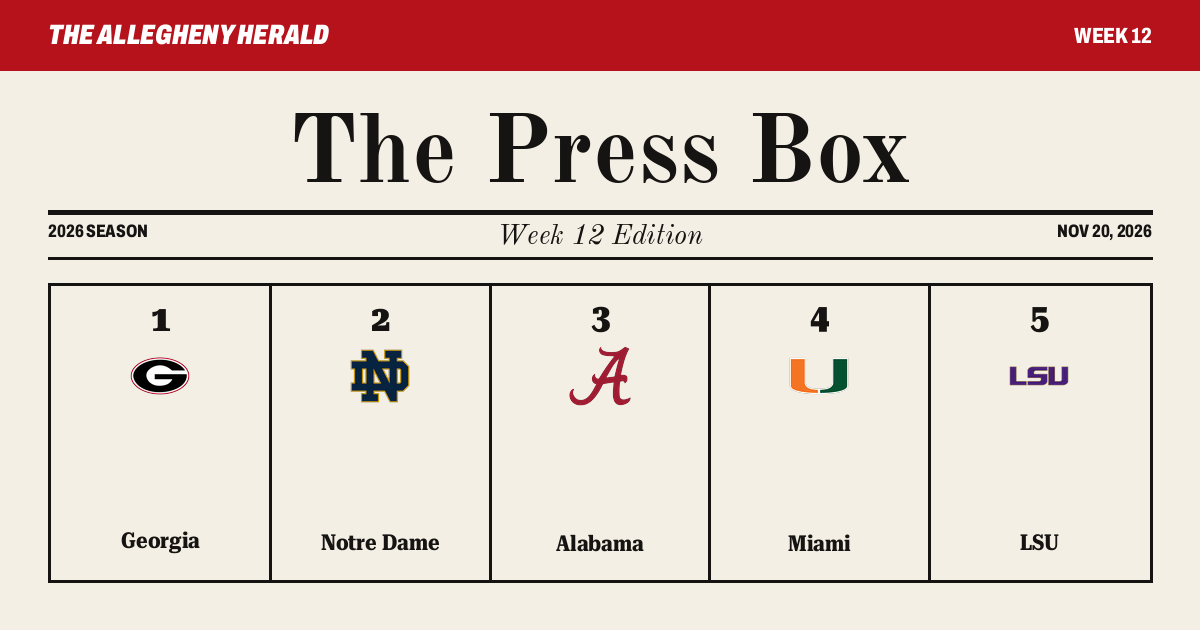 THE ALLEGHENY HERALD
WEEK 12
The Press Box
2026 SEASON
Week 12 Edition
NOV 20, 2026
1
2
3
4
5
G
ND
A
U
LSU
Georgia
Notre Dame
Alabama
Miami
LSU